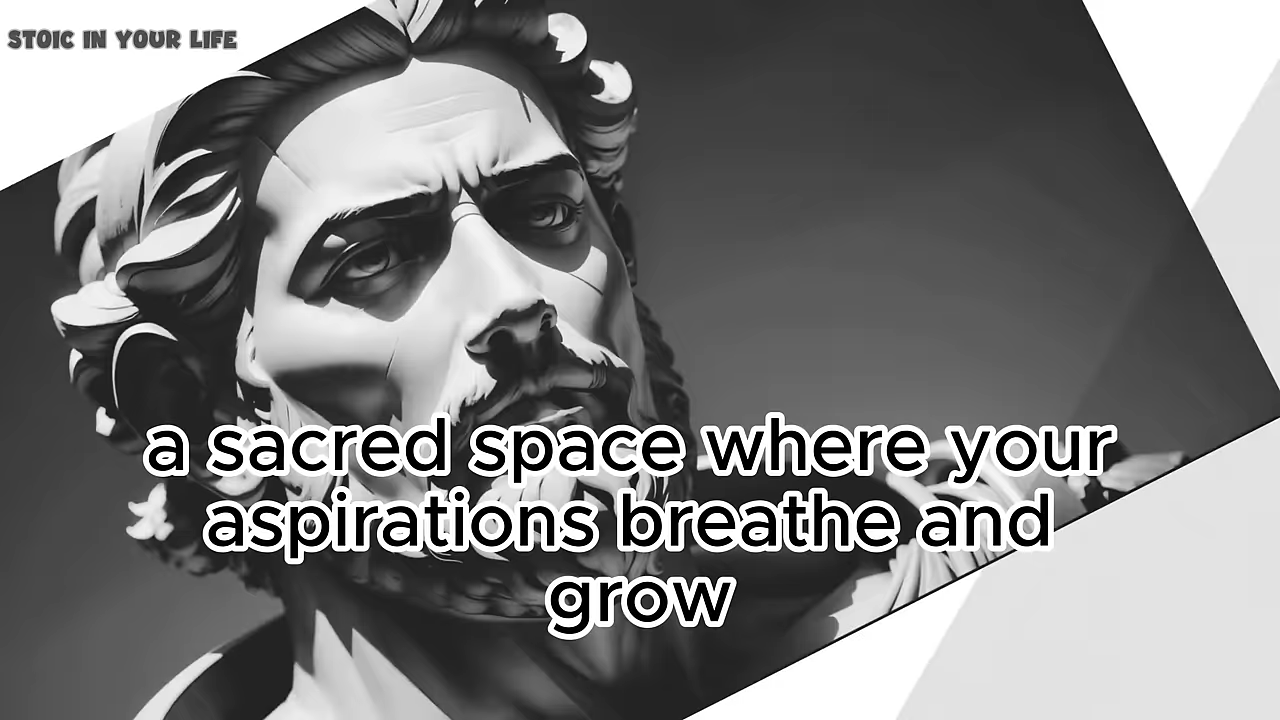 STOIC IN YOUR LIFE
a sacred space where your
aspirations breathe and
grow